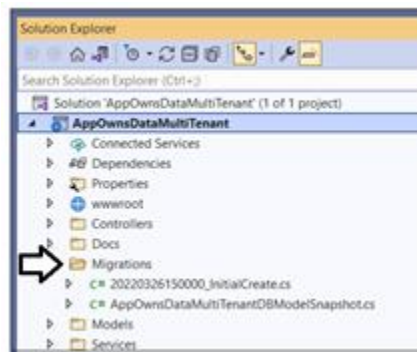 Solution Explorer
Search Solution Explorer (Ctrl+;)
Solution 'AppOwnsDataMultiTenant' (1 of 1 project)
AppOwnsDataMultiTenant
Connected Services
Dependencies
Properties
wwwroot
Controllers
Docs
Migrations
C# 20220326150000_InitialCreate.cs
C# AppOwnsDataMultiTenantDBModelSnapshot.cs
Models
Services